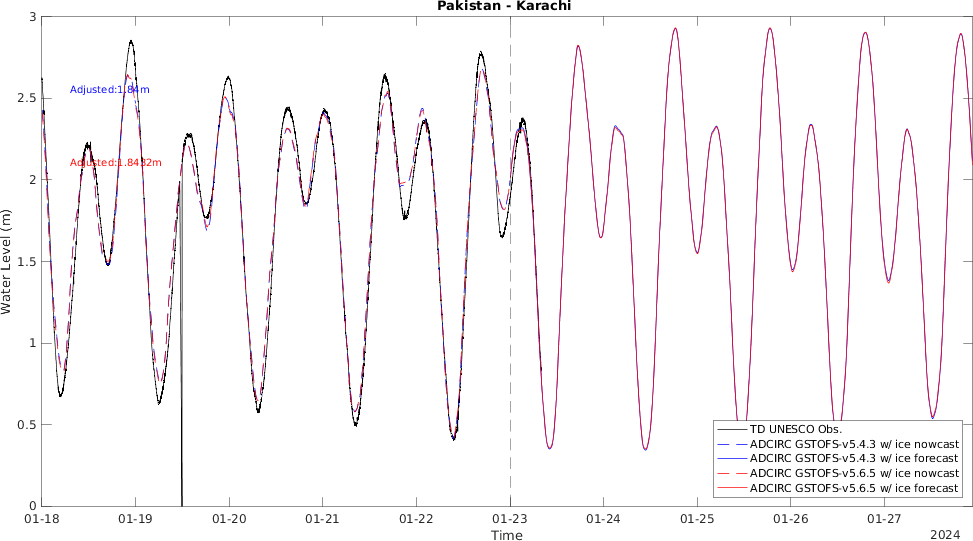 Pakistan - Karachi
3
2.5
2
1.5
1
0.5
0
Water Level (m)
Adjusted:1.84m
Adjusted:1.8432m
TD UNESCO Obs.
ADCIRC GSTOFS-v5.4.3 w/ ice nowcast
ADCIRC GSTOFS-v5.4.3 w/ ice forecast
ADCIRC GSTOFS-v5.6.5 w/ ice nowcast
ADCIRC GSTOFS-v5.6.5 w/ ice forecast
01-18 01-19 01-20 01-21 01-22 01-23 01-24 01-25 01-26 01-27
Time
2024